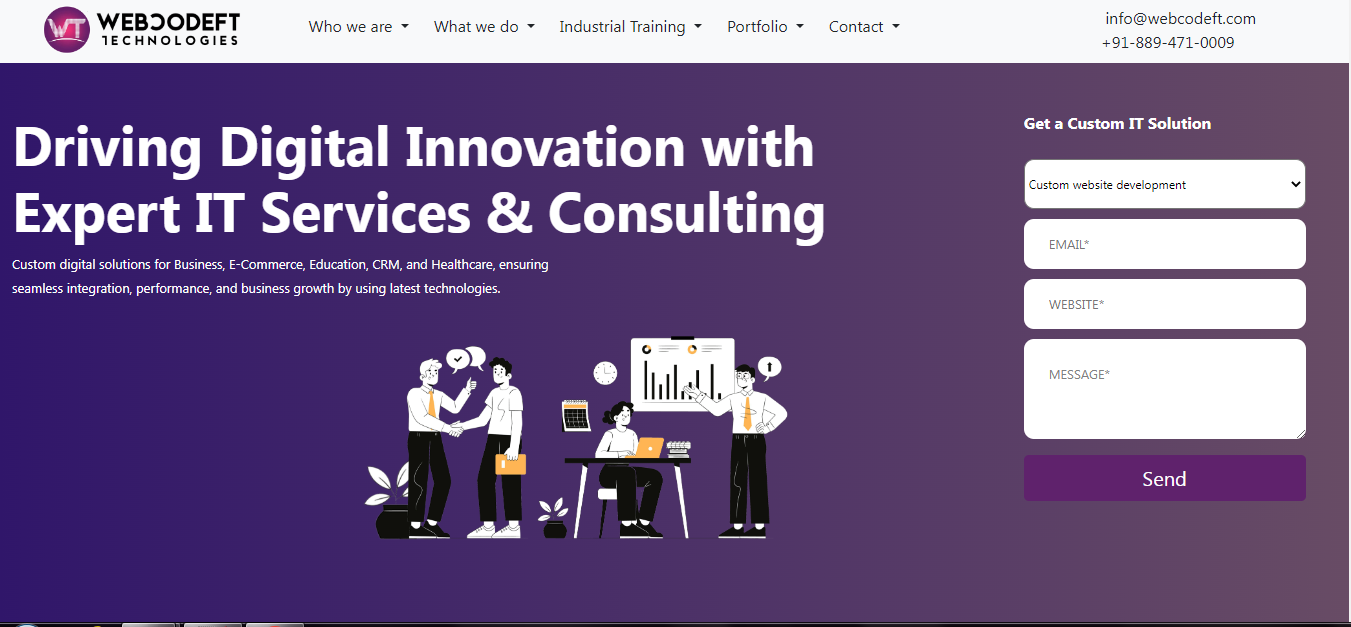 WT WEBCODEFT
TECHNOLOGIES
Who we are
What we do
Industrial Training
Portfolio
Contact
info@webcodeft.com
+91-889-471-0009
Driving Digital Innovation with
Expert IT Services & Consulting
Custom digital solutions for Business, E-Commerce, Education, CRM, and Healthcare, ensuring
seamless integration, performance, and business growth by using latest technologies.
Get a Custom IT Solution
Custom website development
EMAIL*
WEBSITE*
MESSAGE*
Send